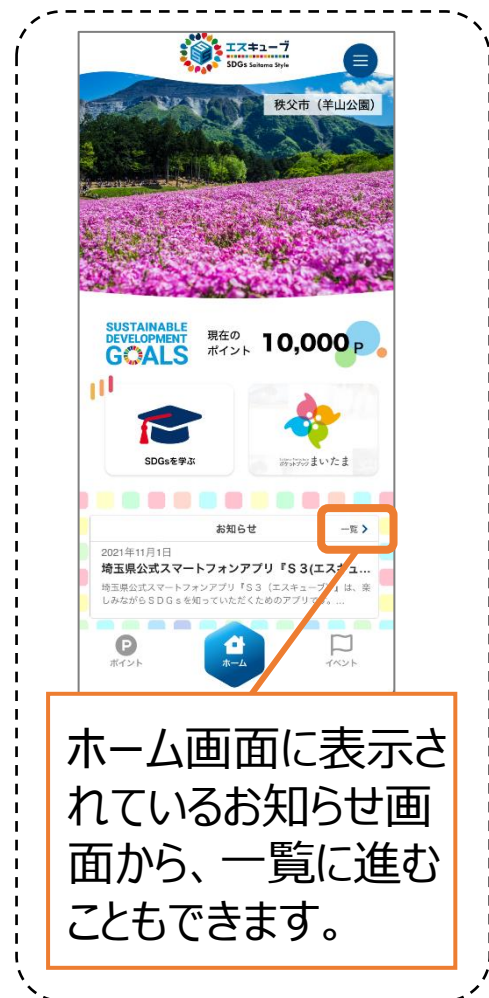 エスキューブ
SDGs Saitama Style
秩父市（羊山公園）
SUSTAINABLE
DEVELOPMENT
GOALS
現在の
ポイント
10,000 P
SDGsを学ぶ
まいたま
お知らせ
一覧
2021年11月1日
埼玉県公式スマートフォンアプリ『S3(エスキュ...
埼玉県公式スマートフォンアプリ『S3（エスキューブ）』は、楽
しみながらSDGsを知っていただくためのアプリです。...
P
ポイント
ホーム
イベント
ホーム画面に表示さ
れているお知らせ画
面から、一覧に進む
こともできます。